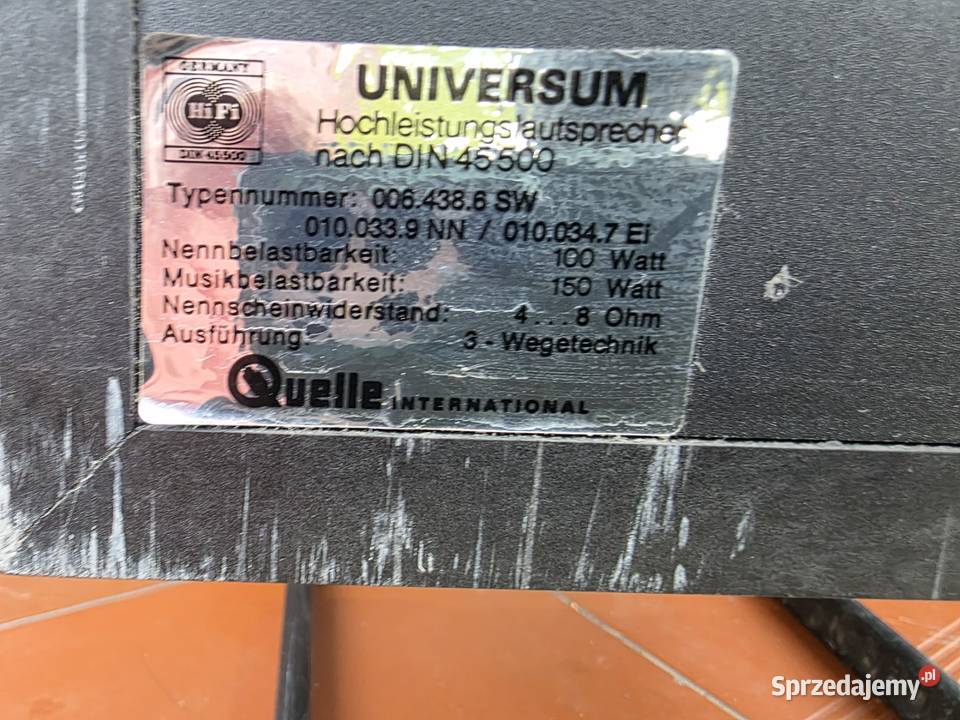 GERMANY
HiFi
DIN 45500
UNIVERSUM
Hochleistungslautsprecher
nach DIN 45500
Typennummer: 006.438.6 SW
010.033.9 NN / 010.034.7 Ei
Nennbelastbarkeit: 100 Watt
Musikbelastbarkeit: 150 Watt
Nennscheinwiderstand: 4...8 Ohm
Ausführung: 3-Wegetechnik
Quelle INTERNATIONAL
Sprzedajemy.pl